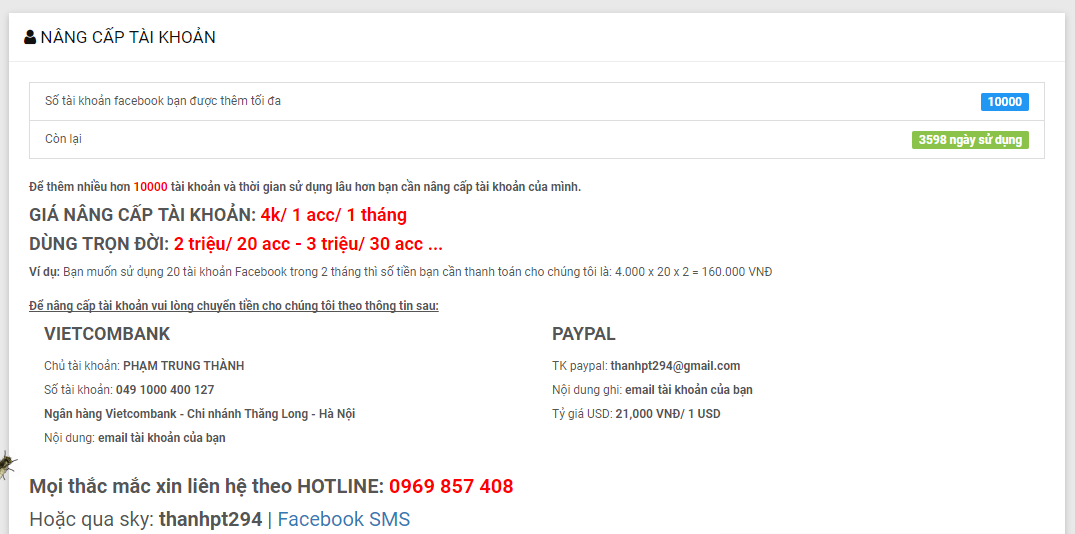 NÂNG CẤP TÀI KHOẢN
Số tài khoản facebook bạn được thêm tối đa 10000
Còn lại 3598 ngày sử dụng
Để thêm nhiều hơn 10000 tài khoản và thời gian sử dụng lâu hơn bạn cần nâng cấp tài khoản của mình.
GIÁ NÂNG CẤP TÀI KHOẢN: 4k/ 1 acc/ 1 tháng
DÙNG TRỌN ĐỜI: 2 triệu/ 20 acc - 3 triệu/ 30 acc ...
Ví dụ: Bạn muốn sử dụng 20 tài khoản Facebook trong 2 tháng thì số tiền bạn cần thanh toán cho chúng tôi là: 4.000 x 20 x 2 = 160.000 VNĐ
Để nâng cấp tài khoản vui lòng chuyển tiền cho chúng tôi theo thông tin sau:
VIETCOMBANK
Chủ tài khoản: PHẠM TRUNG THÀNH
Số tài khoản: 049 1000 400 127
Ngân hàng Vietcombank - Chi nhánh Thăng Long - Hà Nội
Nội dung: email tài khoản của bạn
PAYPAL
TK paypal: thanhpt294@gmail.com
Nội dung ghi: email tài khoản của bạn
Tỷ giá USD: 21,000 VNĐ/ 1 USD
Mọi thắc mắc xin liên hệ theo HOTLINE: 0969 857 408
Hoặc qua sky: thanhpt294 | Facebook SMS